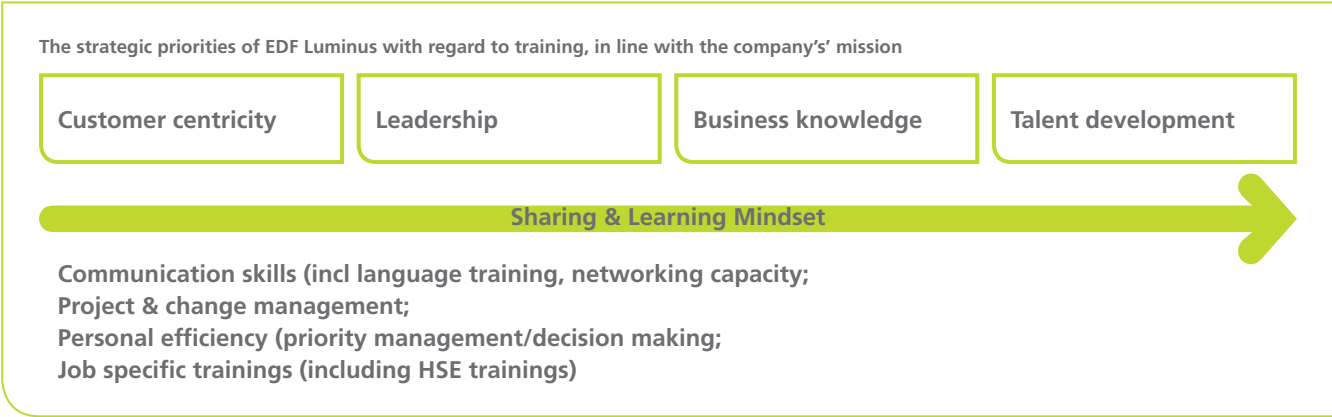 The strategic priorities of EDF Luminus with regard to training, in line with the company's' mission
Customer centricity
Leadership
Business knowledge
Talent development
Sharing & Learning Mindset
Communication skills (incl language training, networking capacity;
Project & change management;
Personal efficiency (priority management/decision making;
Job specific trainings (including HSE trainings)